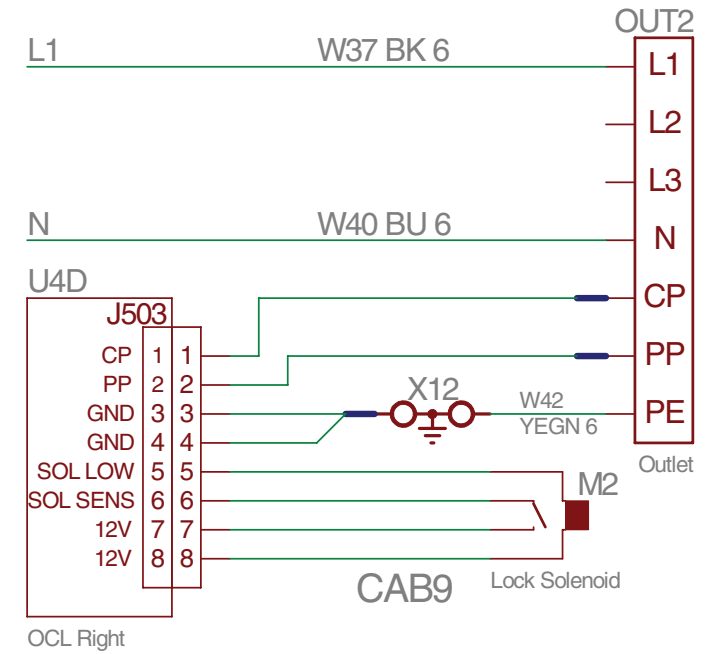 OUT2
L1 W37 BK 6 L1
L2
L3
N W40 BU 6 N
U4D
J503
CP
PP
PE
CP 1 1
PP 2 2
GND 3 3
GND 4 4
SOL LOW 5 5
SOL SENS 6 6
12V 7 7
12V 8 8
X12
W42
YEGN 6
Outlet
M2
CAB9
Lock Solenoid
OCL Right